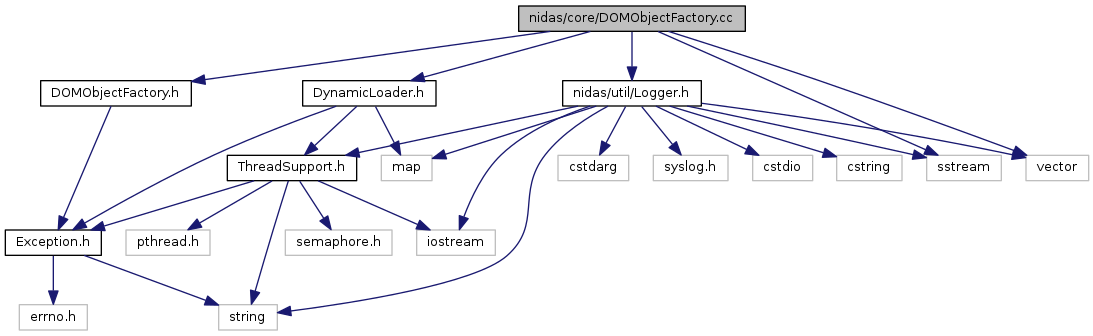 nidas/core/DOMObjectFactory.cc
DOMObjectFactory.h
DynamicLoader.h
nidas/util/Logger.h
ThreadSupport.h
map
cstdarg
syslog.h
cstdio
cstring
sstream
vector
Exception.h
pthread.h
semaphore.h
iostream
errno.h
string